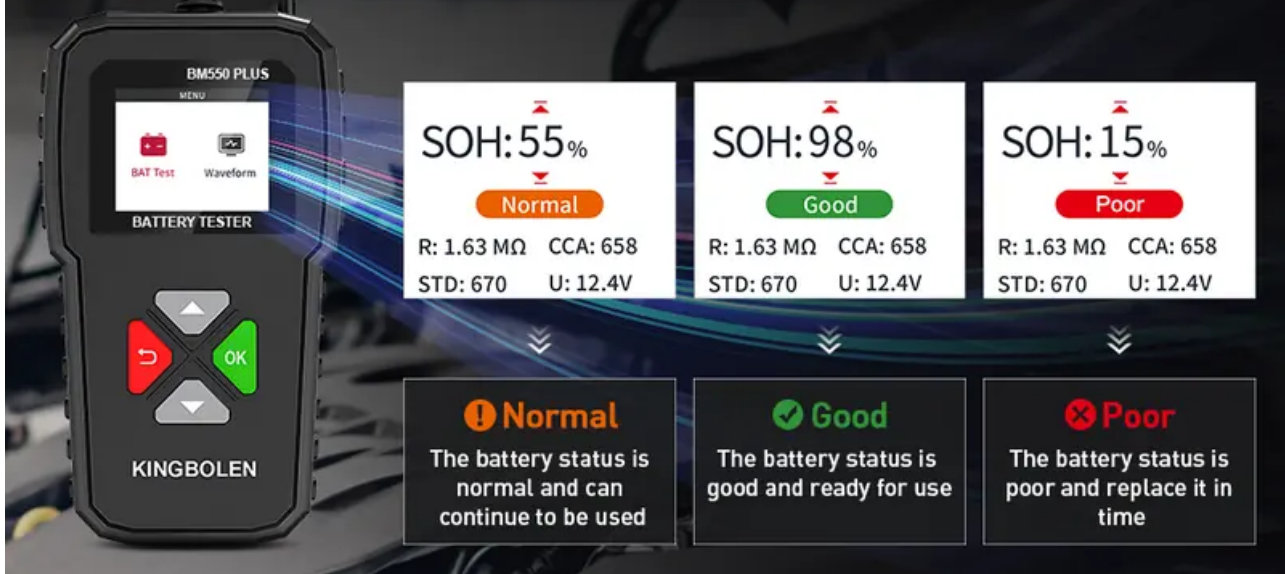 BM550 PLUS
MENU
BAT Test
Waveform
BATTERY TESTER
OK
KINGBOLEN
SOH: 55%
Normal
R: 1.63 MΩ CCA: 658
STD: 670 U: 12.4V
Normal
The battery status is
normal and can
continue to be used
SOH: 98%
Good
R: 1.63 MΩ CCA: 658
STD: 670 U: 12.4V
Good
The battery status is
good and ready for use
SOH: 15%
Poor
R: 1.63 MΩ CCA: 658
STD: 670 U: 12.4V
Poor
The battery status is
poor and replace it in
time